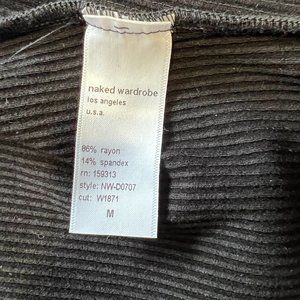 naked wardrobe
los angeles
u.s.a.
86% rayon
14% spandex
rn: 159313
style: NW-D0707
cut: W1871
M